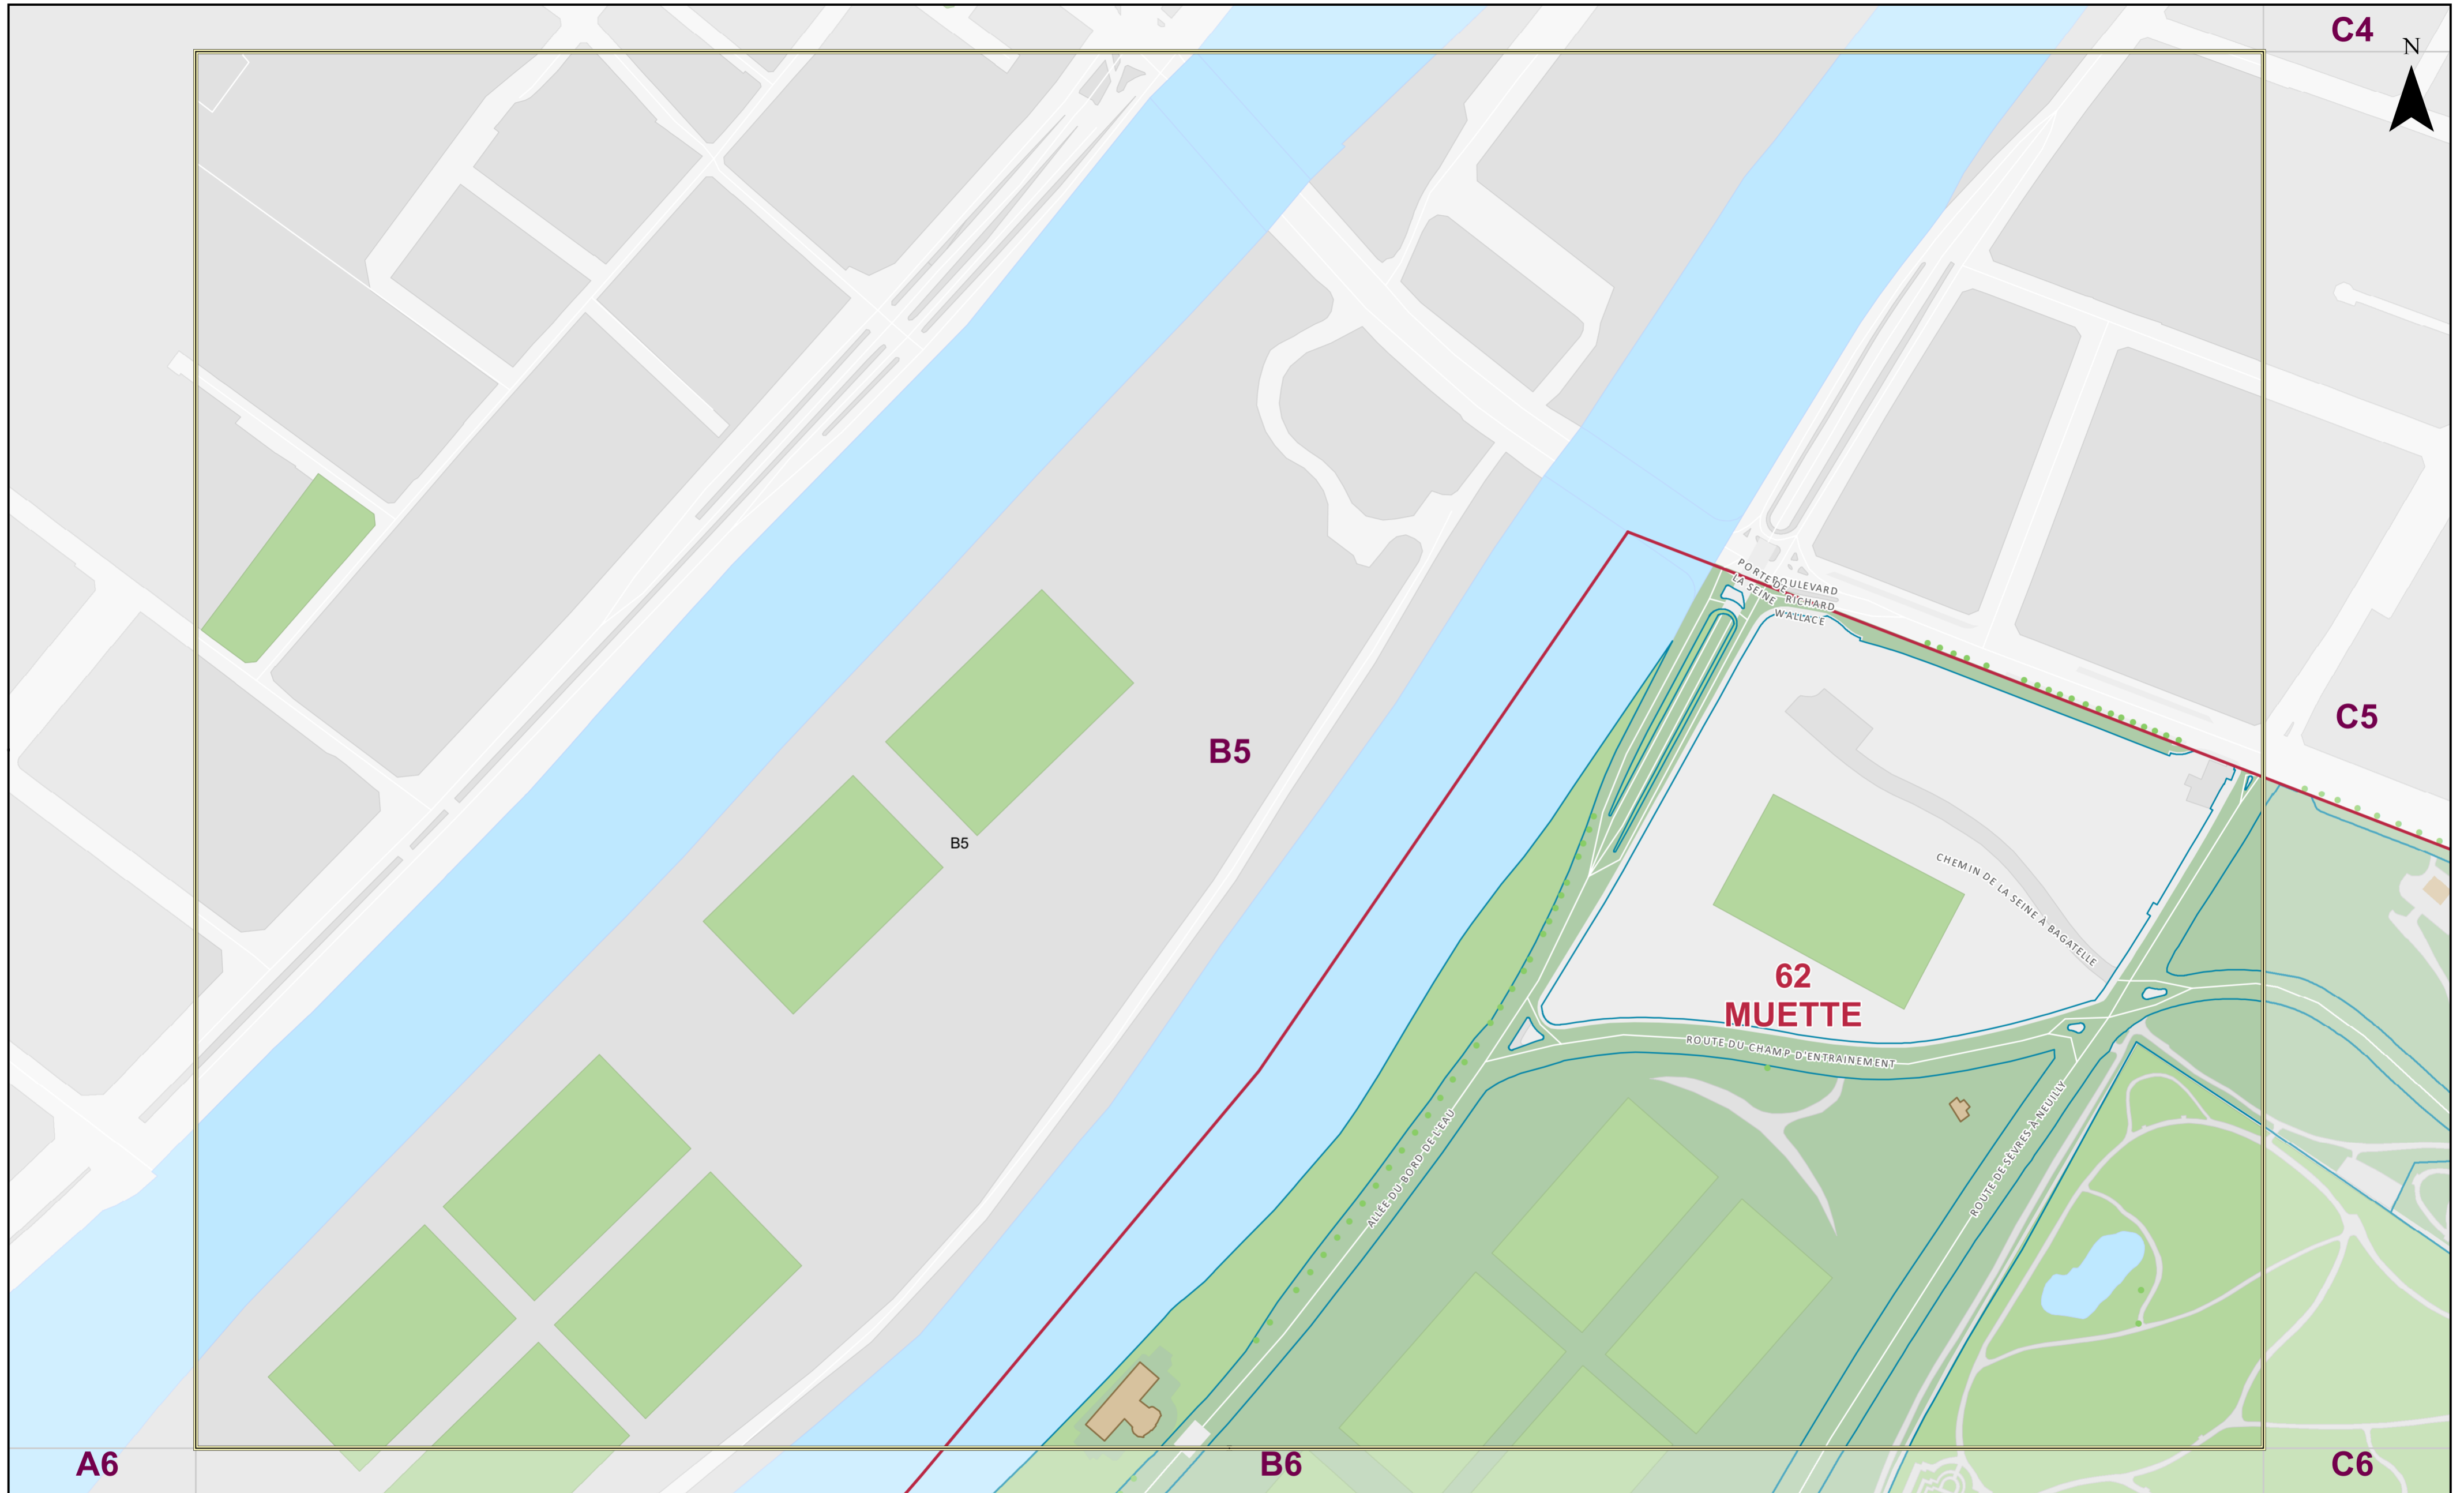 C4
N
PORTE DE
LA SEINE
BOULEVARD
RICHARD
WALLACE
C5
B5
B5
CHEMIN DE LA SEINE À BAGATELLE
62
MUETTE
ROUTE DU CHAMP D'ENTRAINEMENT
ALLÉE DU BORD DE L'EAU
ROUTE DE SÈVRES À NEUILLY
A6
B6
C6